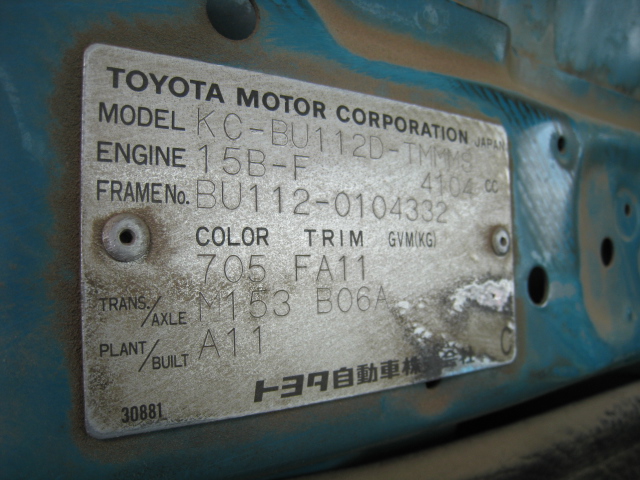 TOYOTA MOTOR CORPORATION JAPAN
MODEL KC-BU112D-TMMMS
ENGINE 15B-F 4104 CC
FRAME No. BU112-0104332
COLOR TRIM GVM(KG)
705 FA11
TRANS./AXLE M153 B06A
PLANT/BUILT A11 C
トヨタ自動車株式会社
30881